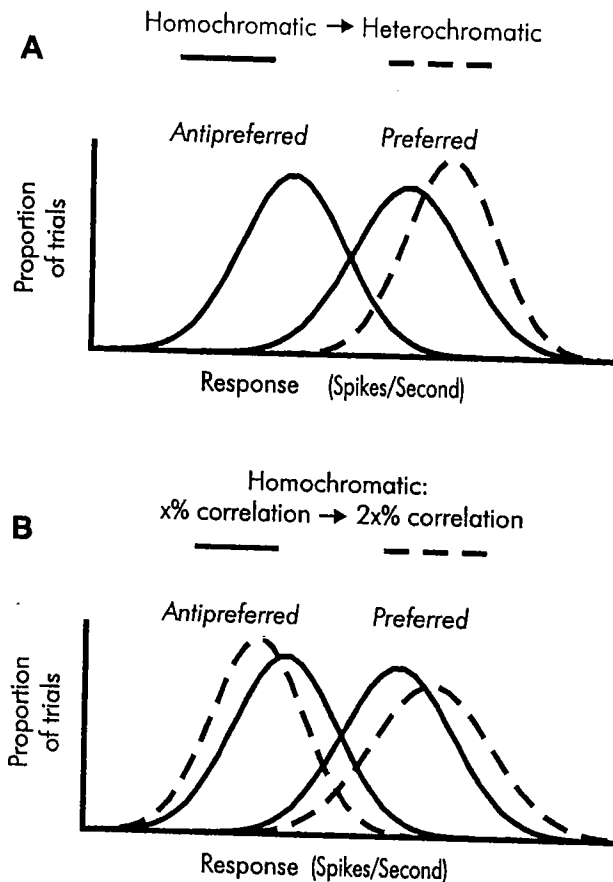 A
Homochromatic → Heterochromatic
Antipreferred
Preferred
Proportion
of trials
Response (Spikes/Second)
B
Homochromatic:
x% correlation → 2x% correlation
Antipreferred
Preferred
Proportion
of trials
Response (Spikes/Second)